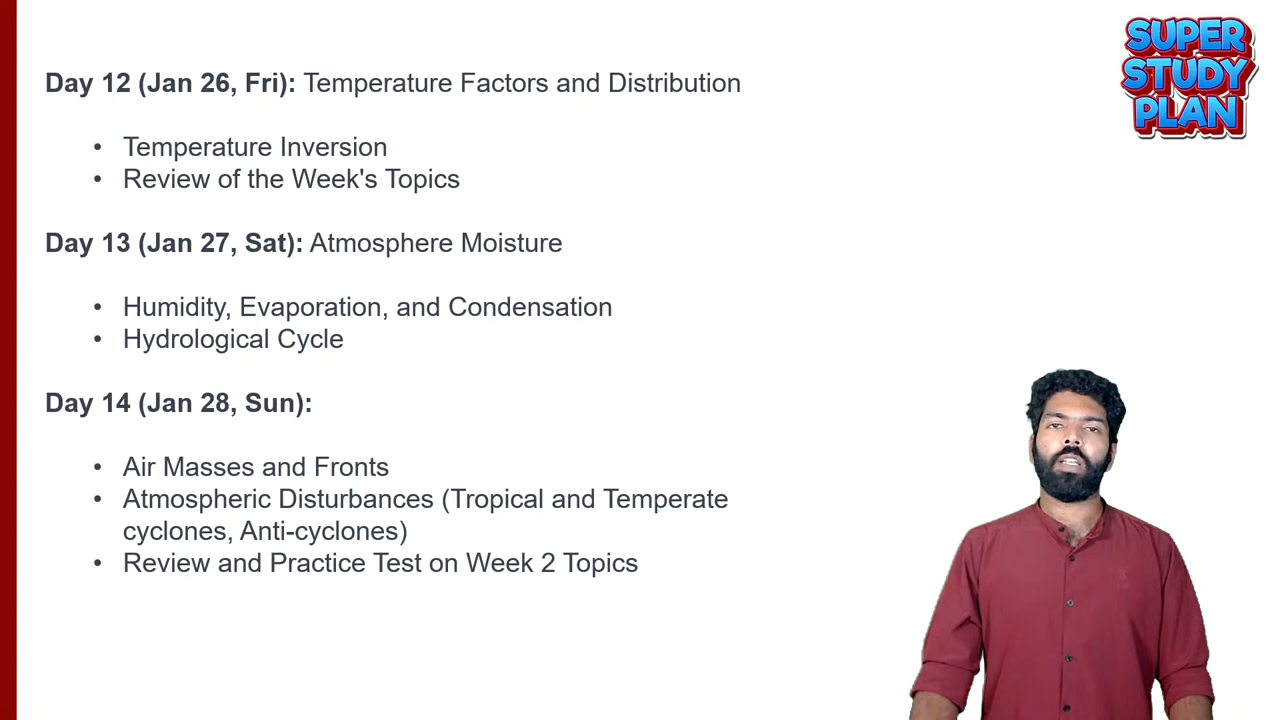 SUPER
STUDY
PLAN
Day 12 (Jan 26, Fri): Temperature Factors and Distribution
• Temperature Inversion
• Review of the Week's Topics
Day 13 (Jan 27, Sat): Atmosphere Moisture
• Humidity, Evaporation, and Condensation
• Hydrological Cycle
Day 14 (Jan 28, Sun):
• Air Masses and Fronts
• Atmospheric Disturbances (Tropical and Temperate
cyclones, Anti-cyclones)
• Review and Practice Test on Week 2 Topics